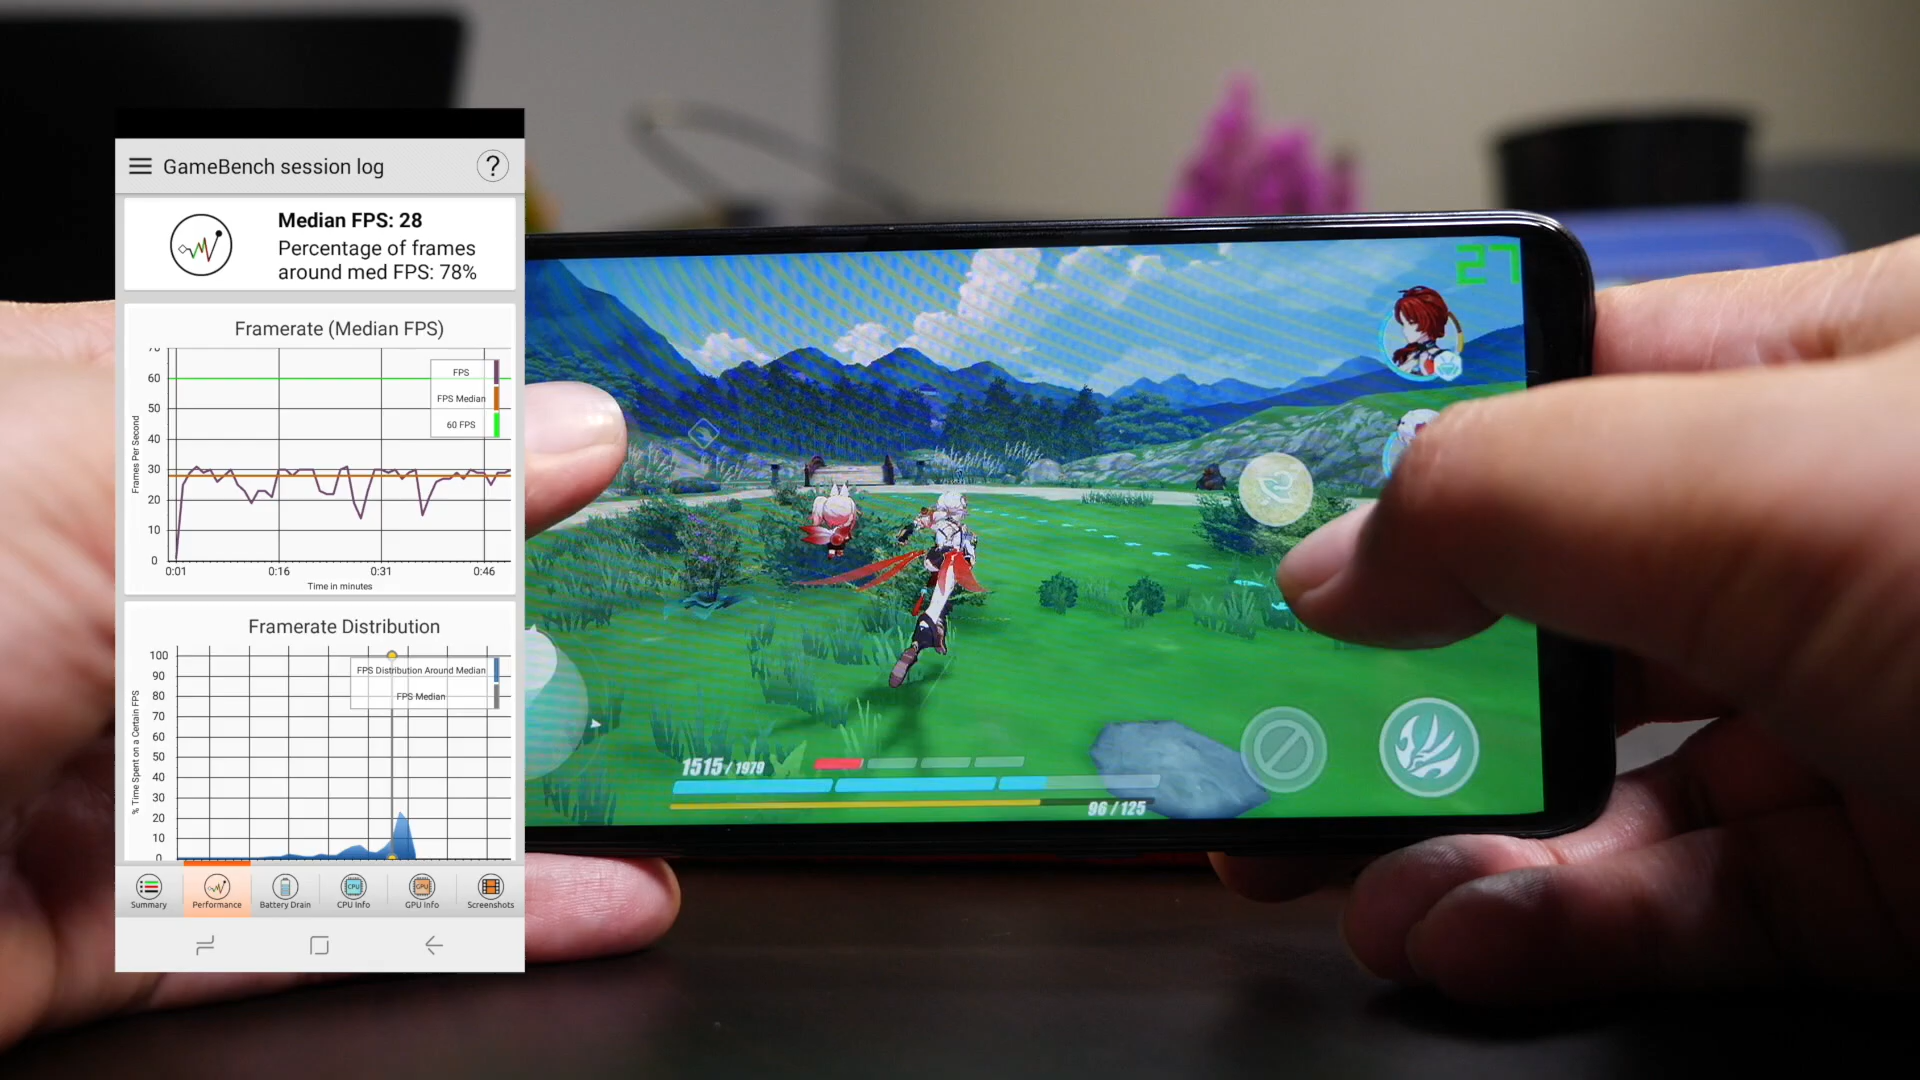 GameBench session log
?
Median FPS: 28
Percentage of frames
around med FPS: 78%
Framerate (Median FPS)
70
60
50
40
30
20
10
0
Frames Per Second
FPS
FPS Median
60 FPS
0:01 0:16 0:31 0:46
Time in minutes
Framerate Distribution
100
90
80
70
60
50
40
30
20
10
0
% Time Spent on a Certain FPS
FPS Distribution Around Median
FPS Median
CPU GPU
Summary Performance Battery Drain CPU Info GPU Info Screenshots
27
1515/1979
96/125